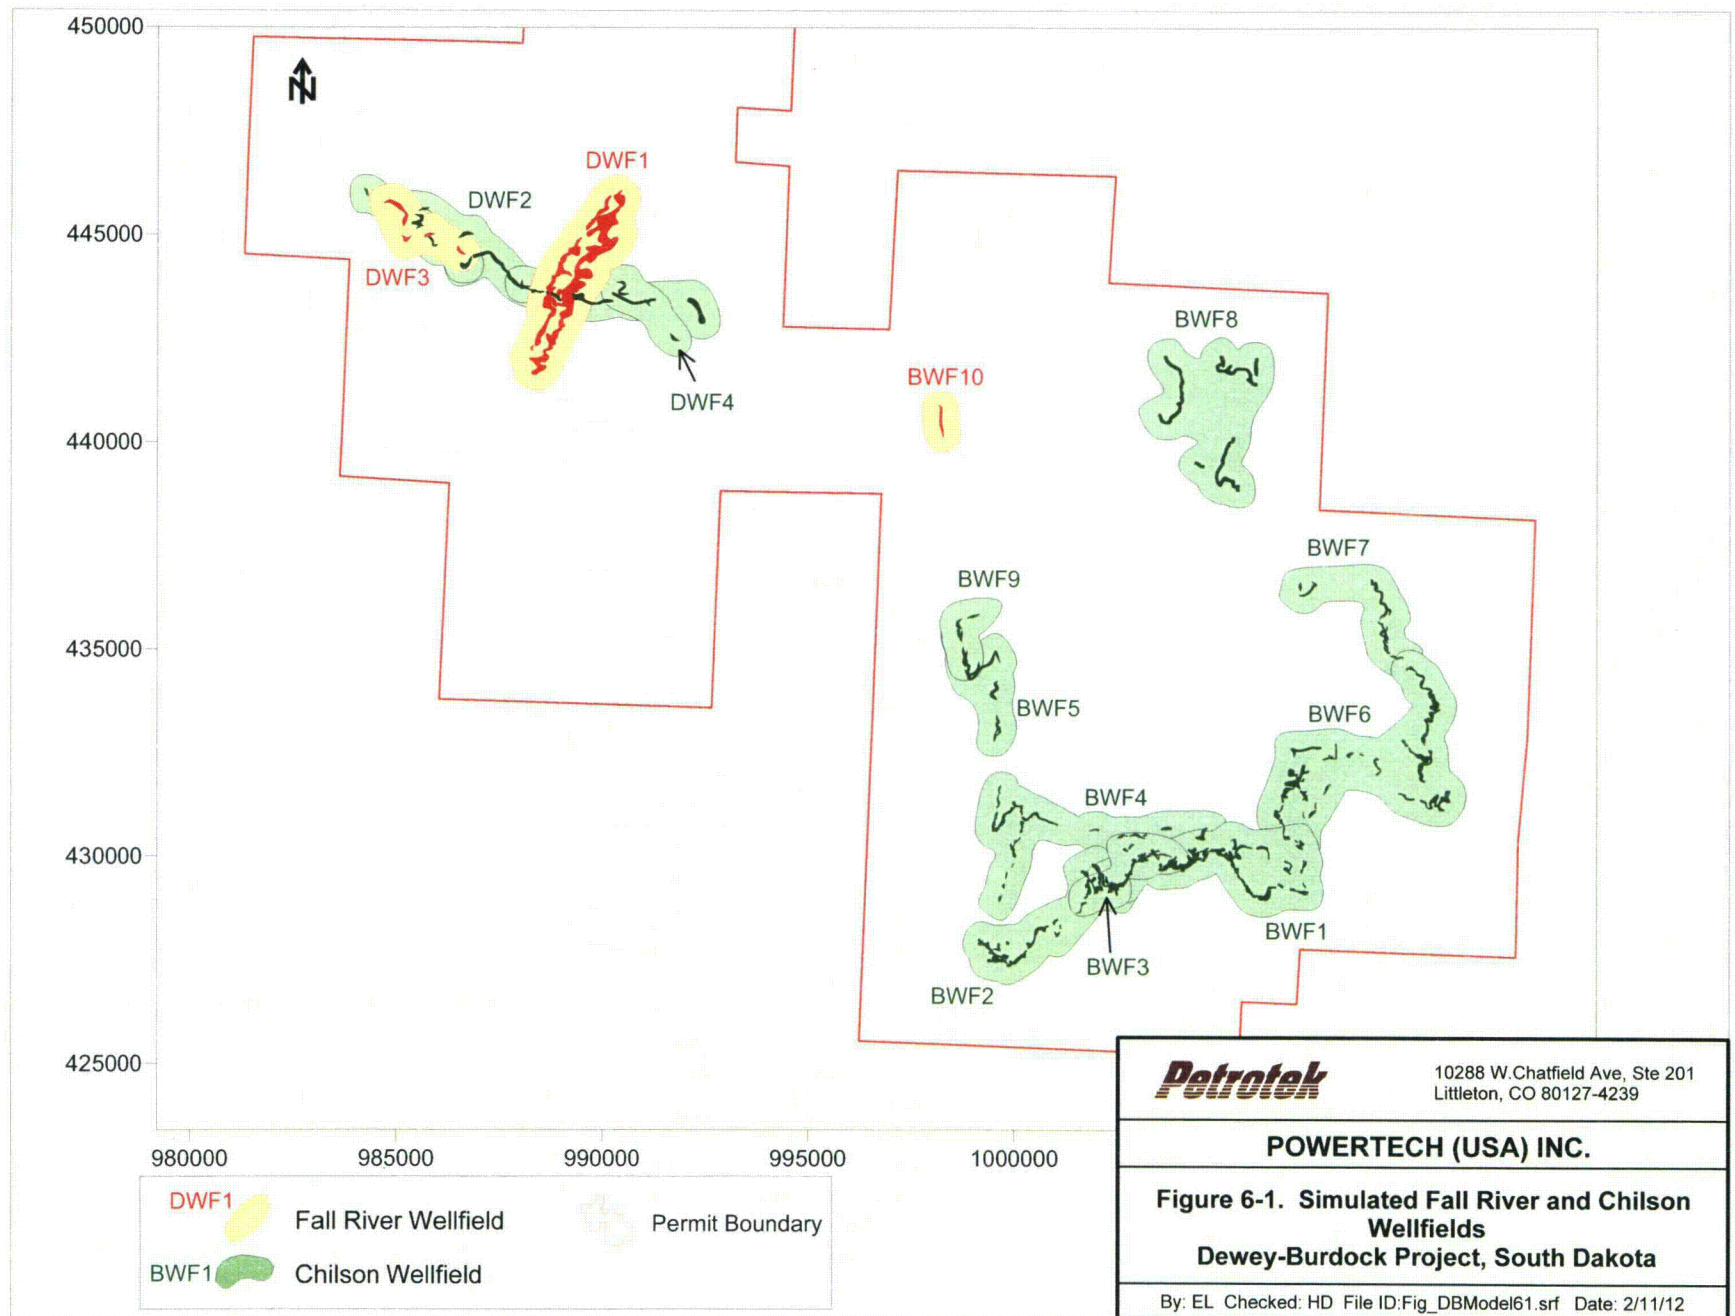 450000
N
DWF1
DWF2
445000
DWF3
BWF8
BWF10
DWF4
440000
BWF7
BWF9
435000
BWF5
BWF6
BWF4
430000
BWF1
BWF3
BWF2
425000
Petrotek
10288 W.Chatfield Ave, Ste 201
Littleton, CO 80127-4239
980000 985000 990000 995000 1000000
POWERTECH (USA) INC.
DWF1 Fall River Wellfield Permit Boundary
BWF1 Chilson Wellfield
Figure 6-1. Simulated Fall River and Chilson
Wellfields
Dewey-Burdock Project, South Dakota
By: EL Checked: HD File ID:Fig_DBModel61.srf Date: 2/11/12